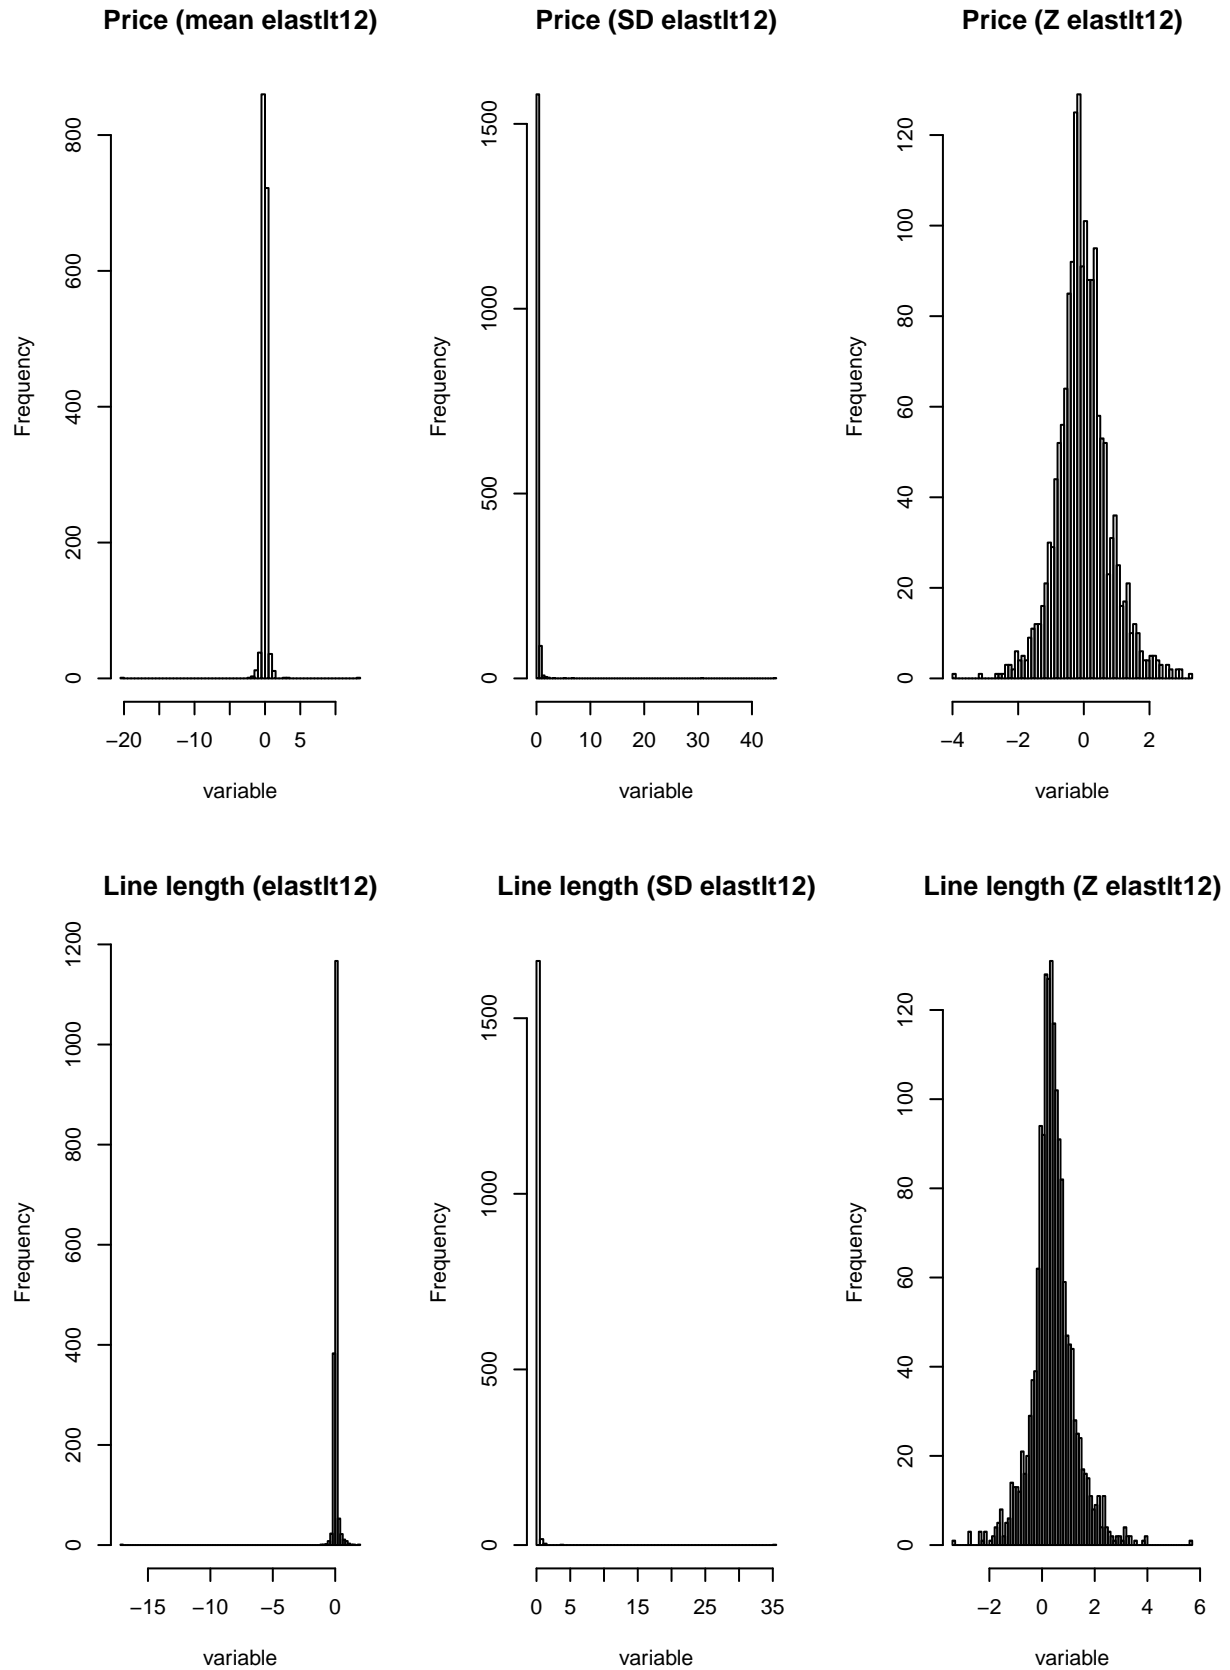 Price (mean elastlt12)
Frequency
800
600
400
200
0
−20 −10 0 5
variable
Price (SD elastlt12)
Frequency
1500
1000
500
0
0 10 20 30 40
variable
Price (Z elastlt12)
Frequency
120
100
80
60
40
20
0
−4 −2 0 2
variable
Line length (elastlt12)
Frequency
1200
1000
800
600
400
200
0
−15 −10 −5 0
variable
Line length (SD elastlt12)
Frequency
1500
1000
500
0
0 5 15 25 35
variable
Line length (Z elastlt12)
Frequency
120
100
80
60
40
20
0
−2 0 2 4 6
variable